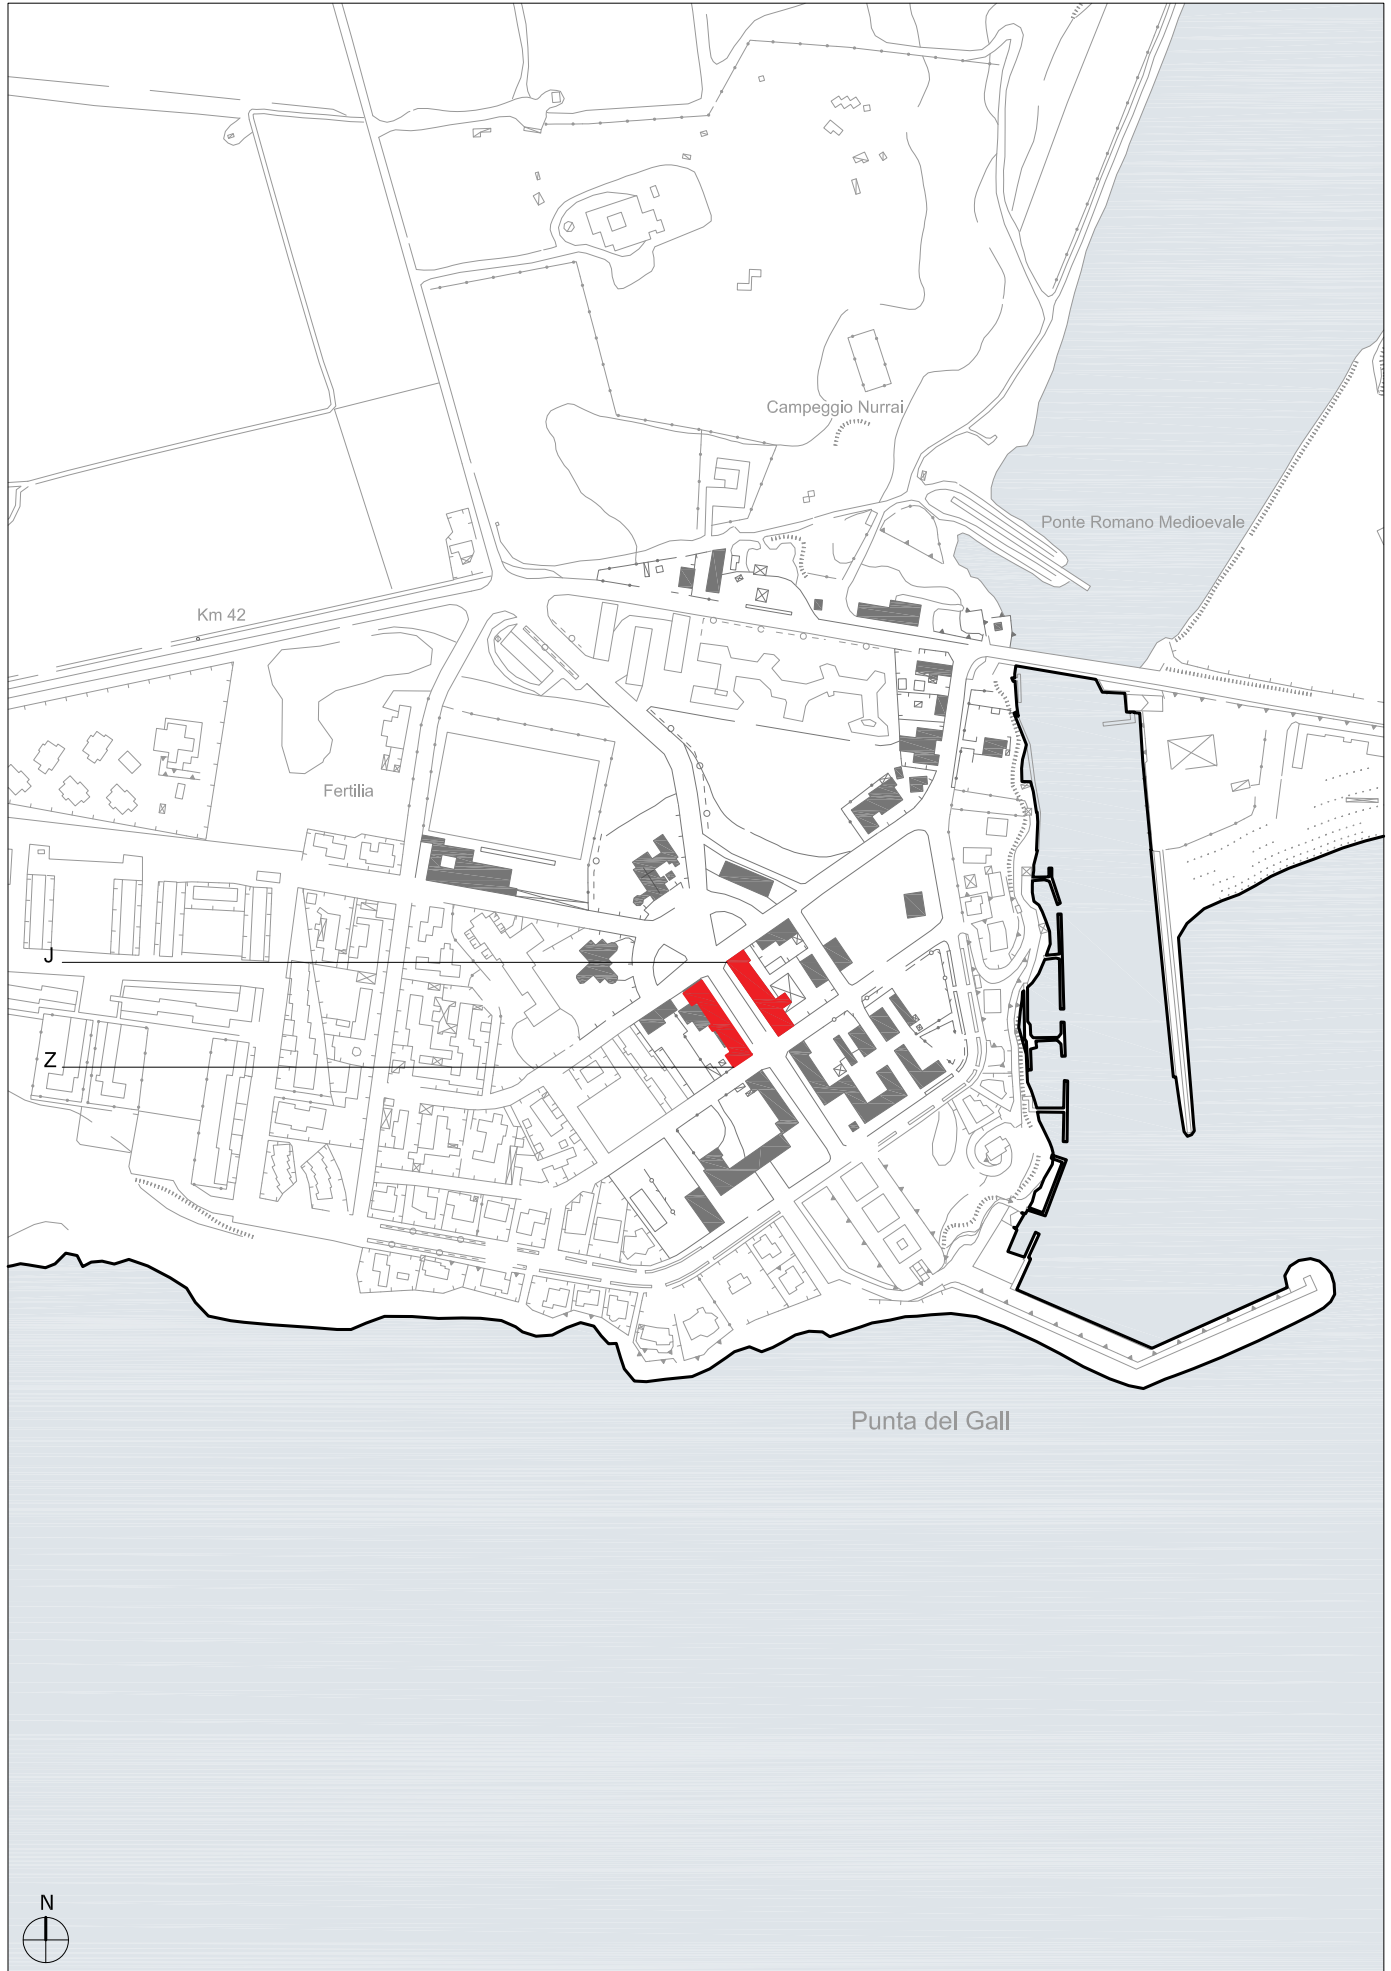 Campeggio Nurrai
Ponte Romano Medioevale
Km 42
Fertilia
J
Z
Punta del Gall
N